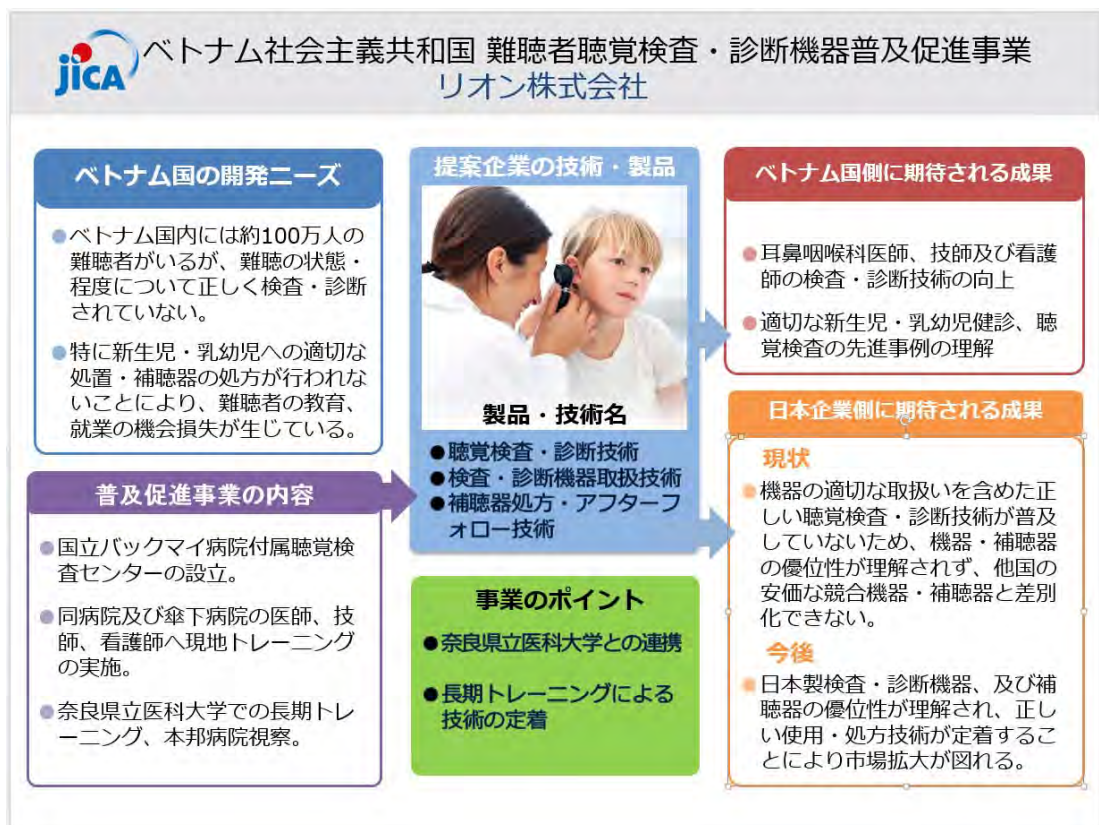 JICA
ベトナム社会主義共和国 難聴者聴覚検査・診断機器普及促進事業
リオン株式会社
ベトナム国の開発ニーズ
●ベトナム国内には約100万人の
難聴者がいるが、難聴の状態・
程度について正しく検査・診断
されていない。
●特に新生児・乳幼児への適切な
処置・補聴器の処方が行われな
いことにより、難聴者の教育、
就業の機会損失が生じている。
普及促進事業の内容
●国立バックマイ病院付属聴覚検
査センターの設立。
●同病院及び傘下病院の医師、技
師、看護師へ現地トレーニング
の実施。
●奈良県立医科大学での長期トレ
ーニング、本邦病院視察。
提案企業の技術・製品
製品・技術名
●聴覚検査・診断技術
●検査・診断機器取扱技術
●補聴器処方・アフターフ
ォロー技術
事業のポイント
●奈良県立医科大学との連携
●長期トレーニングによる
技術の定着
ベトナム国側に期待される成果
●耳鼻咽喉科医師、技師及び看護
師の検査・診断技術の向上
●適切な新生児・乳幼児健診、聴
覚検査の先進事例の理解
日本企業側に期待される成果
現状
●機器の適切な取扱いを含めた正
しい聴覚検査・診断技術が普及
していないため、機器・補聴器
の優位性が理解されず、他国の
安価な競合機器・補聴器と差別
化できない。
今後
●日本製検査・診断機器、及び補
聴器の優位性が理解され、正し
い使用・処方技術が定着するこ
とにより市場拡大が図れる。